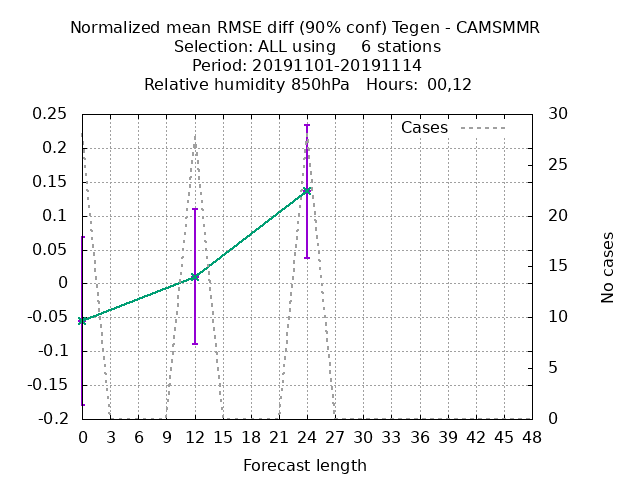 Normalized mean RMSE diff (90% conf) Tegen - CAMSMMR
Selection: ALL using     6 stations
Period: 20191101-20191114
Relative humidity 850hPa   Hours: 00,12
Cases
0.25
0.2
0.15
0.1
0.05
0
-0.05
-0.1
-0.15
-0.2
30
25
20
15
10
5
0
No cases
0 3 6 9 12 15 18 21 24 27 30 33 36 39 42 45 48
Forecast length